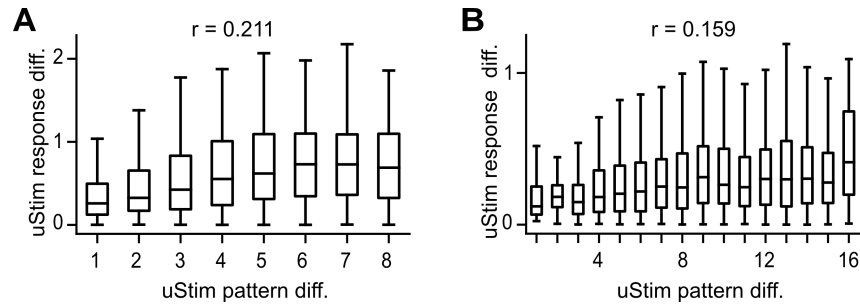 A
r = 0.211
uStim response diff.
2
1
0
1 2 3 4 5 6 7 8
uStim pattern diff.
B
r = 0.159
uStim response diff.
1
0
4 8 12 16
uStim pattern diff.